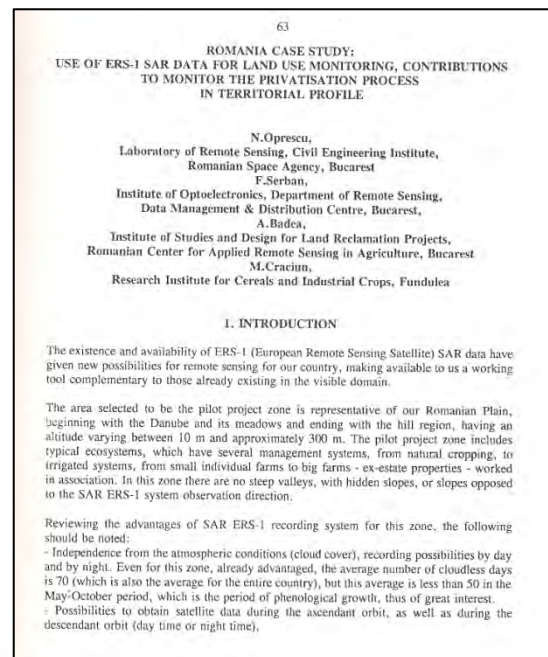 63
ROMANIA CASE STUDY:
USE OF ERS-1 SAR DATA FOR LAND USE MONITORING, CONTRIBUTIONS
TO MONITOR THE PRIVATISATION PROCESS
IN TERRITORIAL PROFILE
N.Oprescu,
Laboratory of Remote Sensing, Civil Engineering Institute,
Romanian Space Agency, Bucarest
F.Serban,
Institute of Optoelectronics, Department of Remote Sensing,
Data Management & Distribution Centre, Bucarest,
A.Badea,
Institute of Studies and Design for Land Reclamation Projects,
Romanian Center for Applied Remote Sensing in Agriculture, Bucarest
M.Craciun,
Research Institute for Cereals and Industrial Crops, Fundulea
1. INTRODUCTION
The existence and availability of ERS-1 (European Remote Sensing Satellite) SAR data have
given new possibilities for remote sensing for our country, making available to us a working
tool complementary to those already existing in the visible domain.
The area selected to be the pilot project zone is representative of our Romanian Plain,
beginning with the Danube and its meadows and ending with the hill region, having an
altitude varying between 10 m and approximately 300 m. The pilot project zone includes
typical ecosystems, which have several management systems, from natural cropping, to
irrigated systems, from small individual farms to big farms - ex-estate properties - worked
in association. In this zone there are no steep valleys, with hidden slopes, or slopes opposed
to the SAR ERS-1 system observation direction.
Reviewing the advantages of SAR ERS-1 recording system for this zone, the following
should be noted:
- Independence from the atmospheric conditions (cloud cover), recording possibilities by day
and by night. Even for this zone, already advantaged, the average number of cloudless days
is 70 (which is also the average for the entire country), but this average is less than 50 in the
May-October period, which is the period of phenological growth, thus of great interest.
- Possibilities to obtain satellite data during the ascendant orbit, as well as during the
descendant orbit (day time or night time),